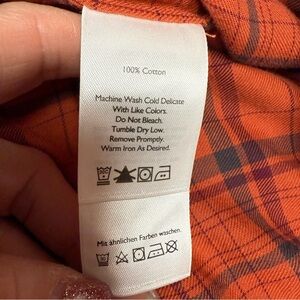 100% Cotton
Machine Wash Cold Delicate
With Like Colors.
Do Not Bleach.
Tumble Dry Low.
Remove Promptly.
Warm Iron As Desired.
Mit ähnlichen Farben waschen.